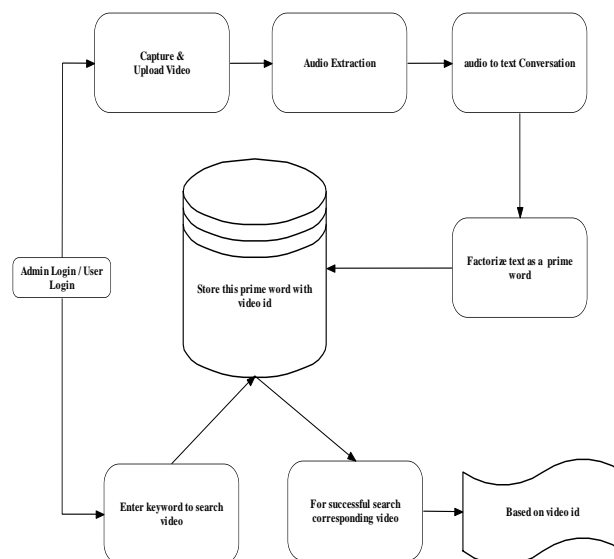 Capture &
Upload Video
Audio Extraction
audio to text Conversation
Factorize text as a prime
word
Store this prime word with
video id
Admin Login / User
Login
Enter keyword to search
video
For successful search
corresponding video
Based on video id